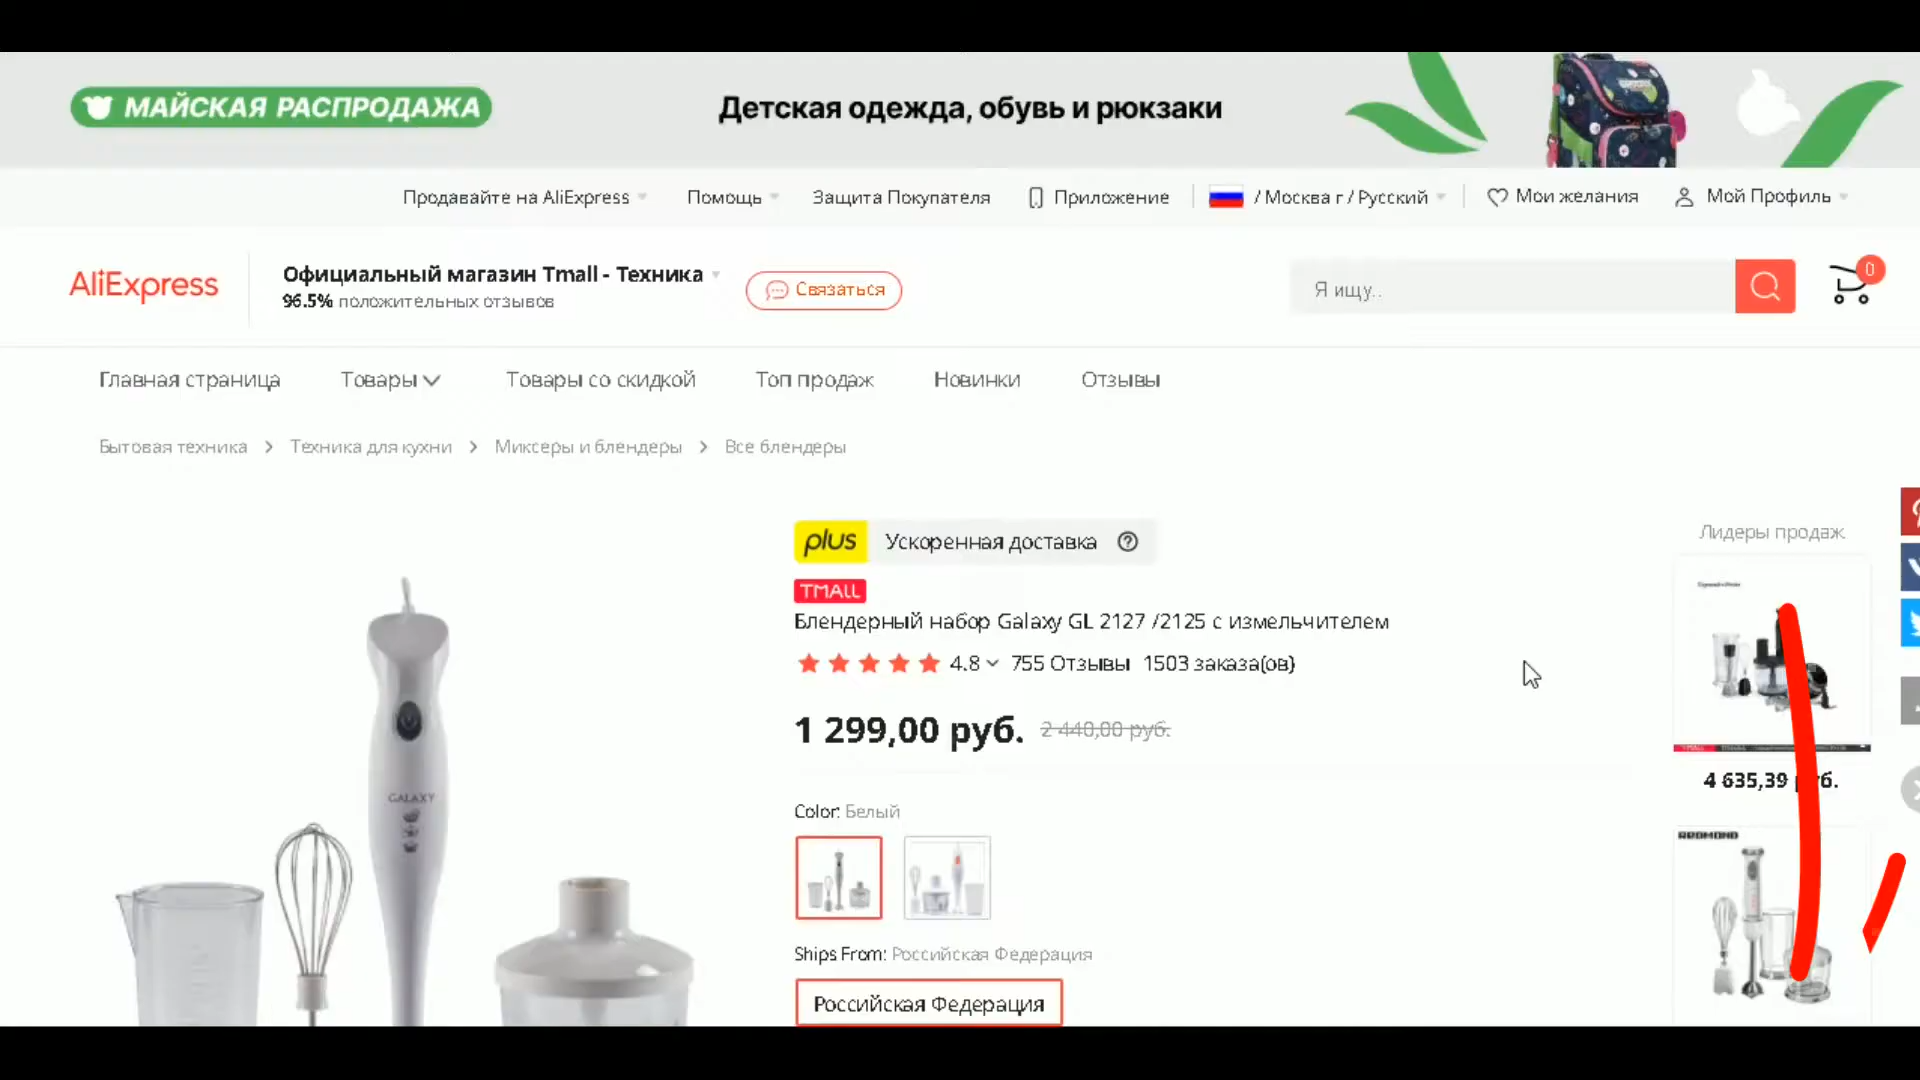 МАЙСКАЯ РАСПРОДАЖА
Детская одежда, обувь и рюкзаки
Продавайте на AliExpress Помощь Защита Покупателя Приложение / Москва г / Русский Мои желания Мой Профиль
AliExpress
Официальный магазин Tmall - Техника
96.5% положительных отзывов
Связаться
Я ищу..
0
Главная страница Товары Товары со скидкой Топ продаж Новинки Отзывы
Бытовая техника > Техника для кухни > Миксеры и блендеры > Все блендеры
plus Ускоренная доставка ?
TMALL
Блендерный набор Galaxy GL 2127 /2125 с измельчителем
4.8 755 Отзывы 1503 заказа(ов)
1 299,00 руб. 2 440,00 руб.
Color: Белый
Ships From: Российская Федерация
Российская Федерация
GALAXY
Лидеры продаж
4 635,39 руб.
REDMOND